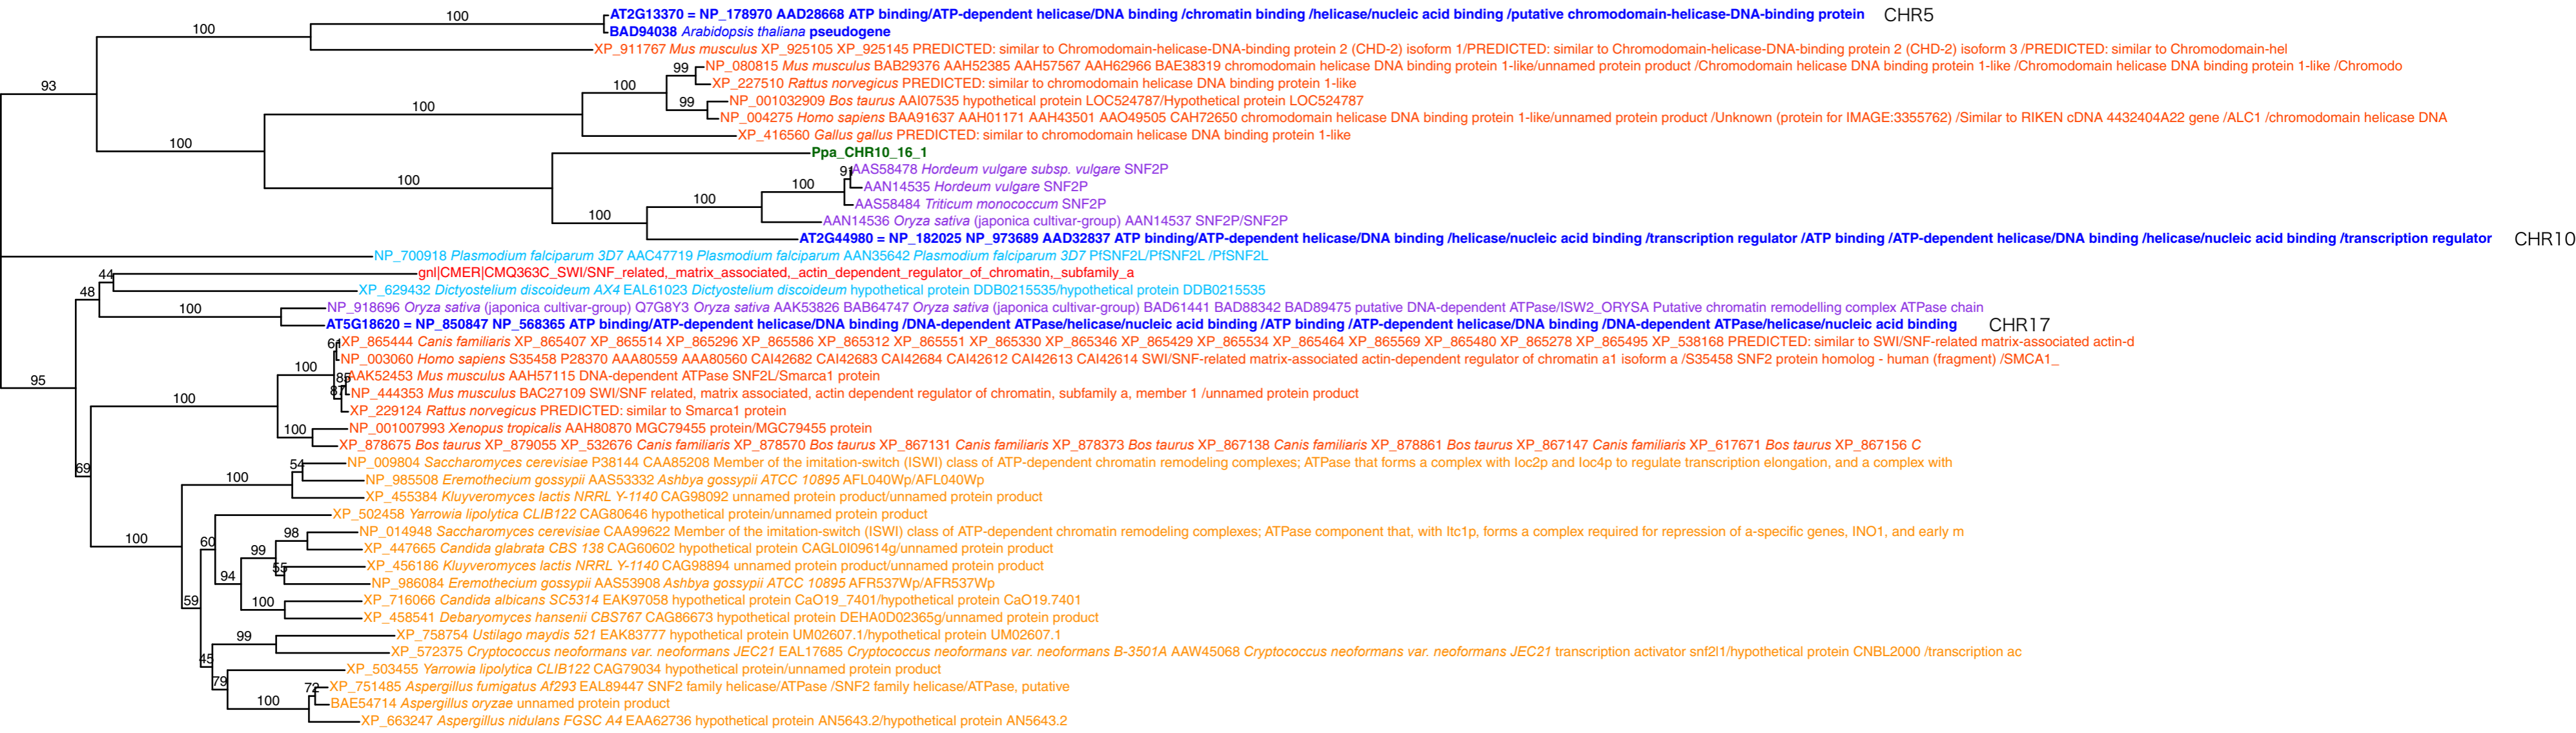 100 AT2G13370 = NP_178970 AAD28668 ATP binding/ATP-dependent helicase/DNA binding /chromatin binding /helicase/nucleic acid binding /putative chromodomain-helicase-DNA-binding protein CHR5
100 BAD94038 Arabidopsis thaliana pseudogene
XP_911767 Mus musculus XP_925105 XP_925145 PREDICTED: similar to Chromodomain-helicase-DNA-binding protein 2 (CHD-2) isoform 1/PREDICTED: similar to Chromodomain-helicase-DNA-binding protein 2 (CHD-2) isoform 3 /PREDICTED: similar to Chromodomain-hel
99 NP_080815 Mus musculus BAB29376 AAH52385 AAH57567 AAH62966 BAE38319 chromodomain helicase DNA binding protein 1-like/unnamed protein product /Chromodomain helicase DNA binding protein 1-like /Chromodomain helicase DNA binding protein 1-like /Chromodo
93 100 XP_227510 Rattus norvegicus PREDICTED: similar to chromodomain helicase DNA binding protein 1-like
99 NP_001032909 Bos taurus AAI07535 hypothetical protein LOC524787/Hypothetical protein LOC524787
100 NP_004275 Homo sapiens BAA91637 AAH01171 AAH43501 AAO49505 CAH72650 chromodomain helicase DNA binding protein 1-like/unnamed protein product /Unknown (protein for IMAGE:3355762) /Similar to RIKEN cDNA 4432404A22 gene /ALC1 /chromodomain helicase DNA
XP_416560 Gallus gallus PREDICTED: similar to chromodomain helicase DNA binding protein 1-like
100 Ppa_CHR10_16_1
91 AAS58478 Hordeum vulgare subsp. vulgare SNF2P
100 100 AAN14535 Hordeum vulgare SNF2P
100 AAS58484 Triticum monococcum SNF2P
100 AAN14536 Oryza sativa (japonica cultivar-group) AAN14537 SNF2P/SNF2P
AT2G44980 = NP_182025 NP_973689 AAD32837 ATP binding/ATP-dependent helicase/DNA binding /helicase/nucleic acid binding /transcription regulator /ATP binding /ATP-dependent helicase/DNA binding /helicase/nucleic acid binding /transcription regulator CHR10
NP_700918 Plasmodium falciparum 3D7 AAC47719 Plasmodium falciparum AAN35642 Plasmodium falciparum 3D7 PfSNF2L/PfSNF2L /PfSNF2L
44 gnl|CMER|CMQ363C_SWI/SNF_related,_matrix_associated,_actin_dependent_regulator_of_chromatin,_subfamily_a
48 XP_629432 Dictyostelium discoideum AX4 EAL61023 Dictyostelium discoideum hypothetical protein DDB0215535/hypothetical protein DDB0215535
100 NP_918696 Oryza sativa (japonica cultivar-group) Q7G8Y3 Oryza sativa AAK53826 BAB64747 Oryza sativa (japonica cultivar-group) BAD61441 BAD88342 BAD89475 putative DNA-dependent ATPase/ISW2_ORYSA Putative chromatin remodelling complex ATPase chain
AT5G18620 = NP_850847 NP_568365 ATP binding/ATP-dependent helicase/DNA binding /DNA-dependent ATPase/helicase/nucleic acid binding /ATP binding /ATP-dependent helicase/DNA binding /DNA-dependent ATPase/helicase/nucleic acid binding CHR17
XP_865444 Canis familiaris XP_865407 XP_865514 XP_865296 XP_865586 XP_865312 XP_865551 XP_865330 XP_865346 XP_865429 XP_865534 XP_865464 XP_865569 XP_865480 XP_865278 XP_865495 XP_538168 PREDICTED: similar to SWI/SNF-related matrix-associated actin-d
NP_003060 Homo sapiens S35458 P28370 AAA80559 AAA80560 CAI42682 CAI42683 CAI42684 CAI42612 CAI42613 CAI42614 SWI/SNF-related matrix-associated actin-dependent regulator of chromatin a1 isoform a /S35458 SNF2 protein homolog - human (fragment) /SMCA1_
95 100 AAK52453 Mus musculus AAH57115 DNA-dependent ATPase SNF2L/Smarca1 protein
NP_444353 Mus musculus BAC27109 SWI/SNF related, matrix associated, actin dependent regulator of chromatin, subfamily a, member 1 /unnamed protein product
100 XP_229124 Rattus norvegicus PREDICTED: similar to Smarca1 protein
100 NP_001007993 Xenopus tropicalis AAH80870 MGC79455 protein/MGC79455 protein
XP_878675 Bos taurus XP_879055 XP_532676 Canis familiaris XP_878570 Bos taurus XP_867131 Canis familiaris XP_878373 Bos taurus XP_867138 Canis familiaris XP_878861 Bos taurus XP_867147 Canis familiaris XP_617671 Bos taurus XP_867156 C
69 54 NP_009804 Saccharomyces cerevisiae P38144 CAA85208 Member of the imitation-switch (ISWI) class of ATP-dependent chromatin remodeling complexes; ATPase that forms a complex with Ioc2p and Ioc4p to regulate transcription elongation, and a complex with
100 NP_985508 Eremothecium gossypii AAS53332 Ashbya gossypii ATCC 10895 AFL040Wp/AFL040Wp
XP_455384 Kluyveromyces lactis NRRL Y-1140 CAG98092 unnamed protein product/unnamed protein product
XP_502458 Yarrowia lipolytica CLIB122 CAG80646 hypothetical protein/unnamed protein product
98 NP_014948 Saccharomyces cerevisiae CAA99622 Member of the imitation-switch (ISWI) class of ATP-dependent chromatin remodeling complexes; ATPase component that, with Itc1p, forms a complex required for repression of a-specific genes, INO1, and early m
100 60 99 XP_447665 Candida glabrata CBS 138 CAG60602 hypothetical protein CAGL0I09614g/unnamed protein product
55 XP_456186 Kluyveromyces lactis NRRL Y-1140 CAG98894 unnamed protein product/unnamed protein product
94 NP_986084 Eremothecium gossypii AAS53908 Ashbya gossypii ATCC 10895 AFR537Wp/AFR537Wp
59 100 XP_716066 Candida albicans SC5314 EAK97058 hypothetical protein CaO19_7401/hypothetical protein CaO19.7401
XP_458541 Debaryomyces hansenii CBS767 CAG86673 hypothetical protein DEHA0D02365g/unnamed protein product
99 XP_758754 Ustilago maydis 521 EAK83777 hypothetical protein UM02607.1/hypothetical protein UM02607.1
45 XP_572375 Cryptococcus neoformans var. neoformans JEC21 EAL17685 Cryptococcus neoformans var. neoformans B-3501A AAW45068 Cryptococcus neoformans var. neoformans JEC21 transcription activator snf2l1/hypothetical protein CNBL2000 /transcription ac
XP_503455 Yarrowia lipolytica CLIB122 CAG79034 hypothetical protein/unnamed protein product
79 72 XP_751485 Aspergillus fumigatus Af293 EAL89447 SNF2 family helicase/ATPase /SNF2 family helicase/ATPase, putative
100 BAE54714 Aspergillus oryzae unnamed protein product
XP_663247 Aspergillus nidulans FGSC A4 EAA62736 hypothetical protein AN5643.2/hypothetical protein AN5643.2